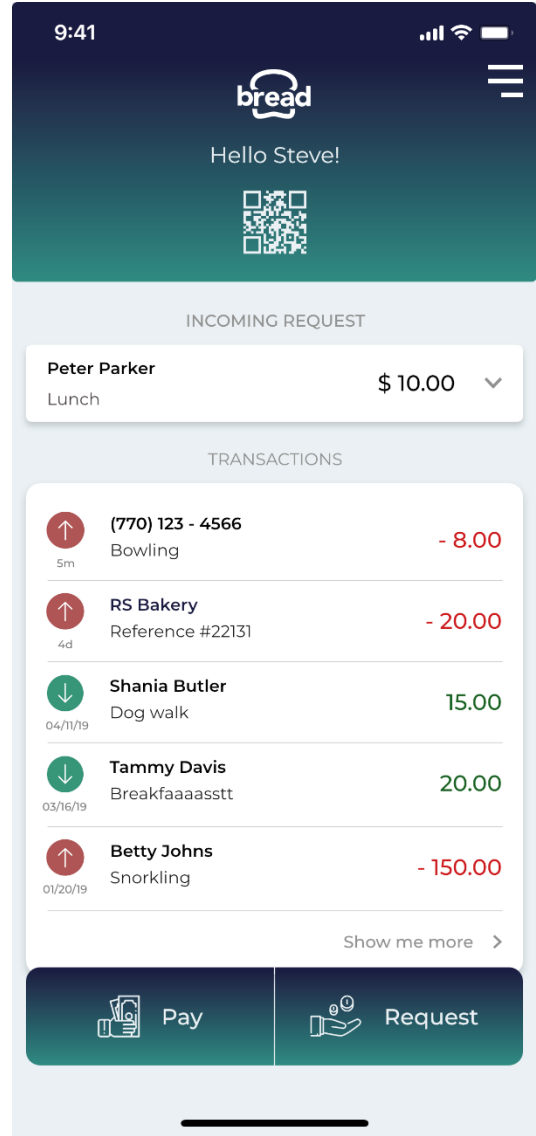 9:41
bread
Hello Steve!
INCOMING REQUEST
Peter Parker
Lunch
$ 10.00
TRANSACTIONS
(770) 123 - 4566
Bowling
- 8.00
5m
RS Bakery
Reference #22131
- 20.00
4d
Shania Butler
Dog walk
15.00
04/11/19
Tammy Davis
Breakfaaaasstt
20.00
03/16/19
Betty Johns
Snorkling
- 150.00
01/20/19
Show me more
Pay
Request